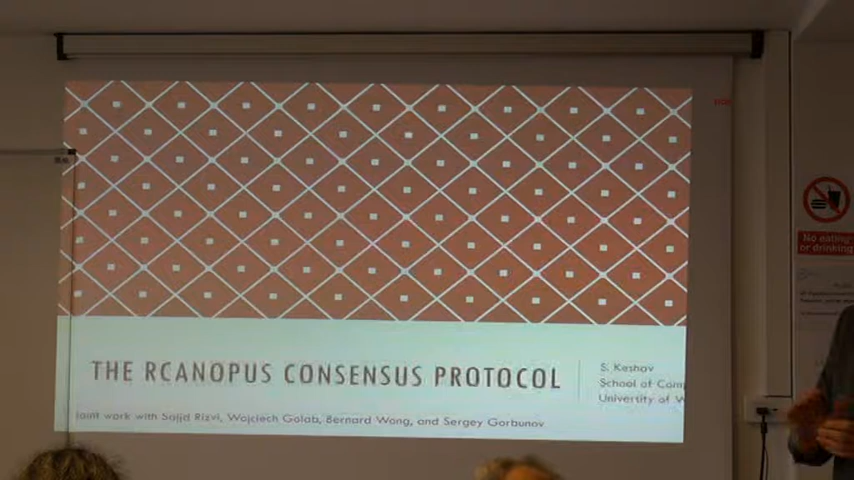 THE RCANOPUS CONSENSUS PROTOCOL
S. Keshav
School of Com
University of W
Joint work with Sajjad Rizvi, Wojciech Golab, Bernard Wong, and Sergey Gorbunov
No eating
or drinking